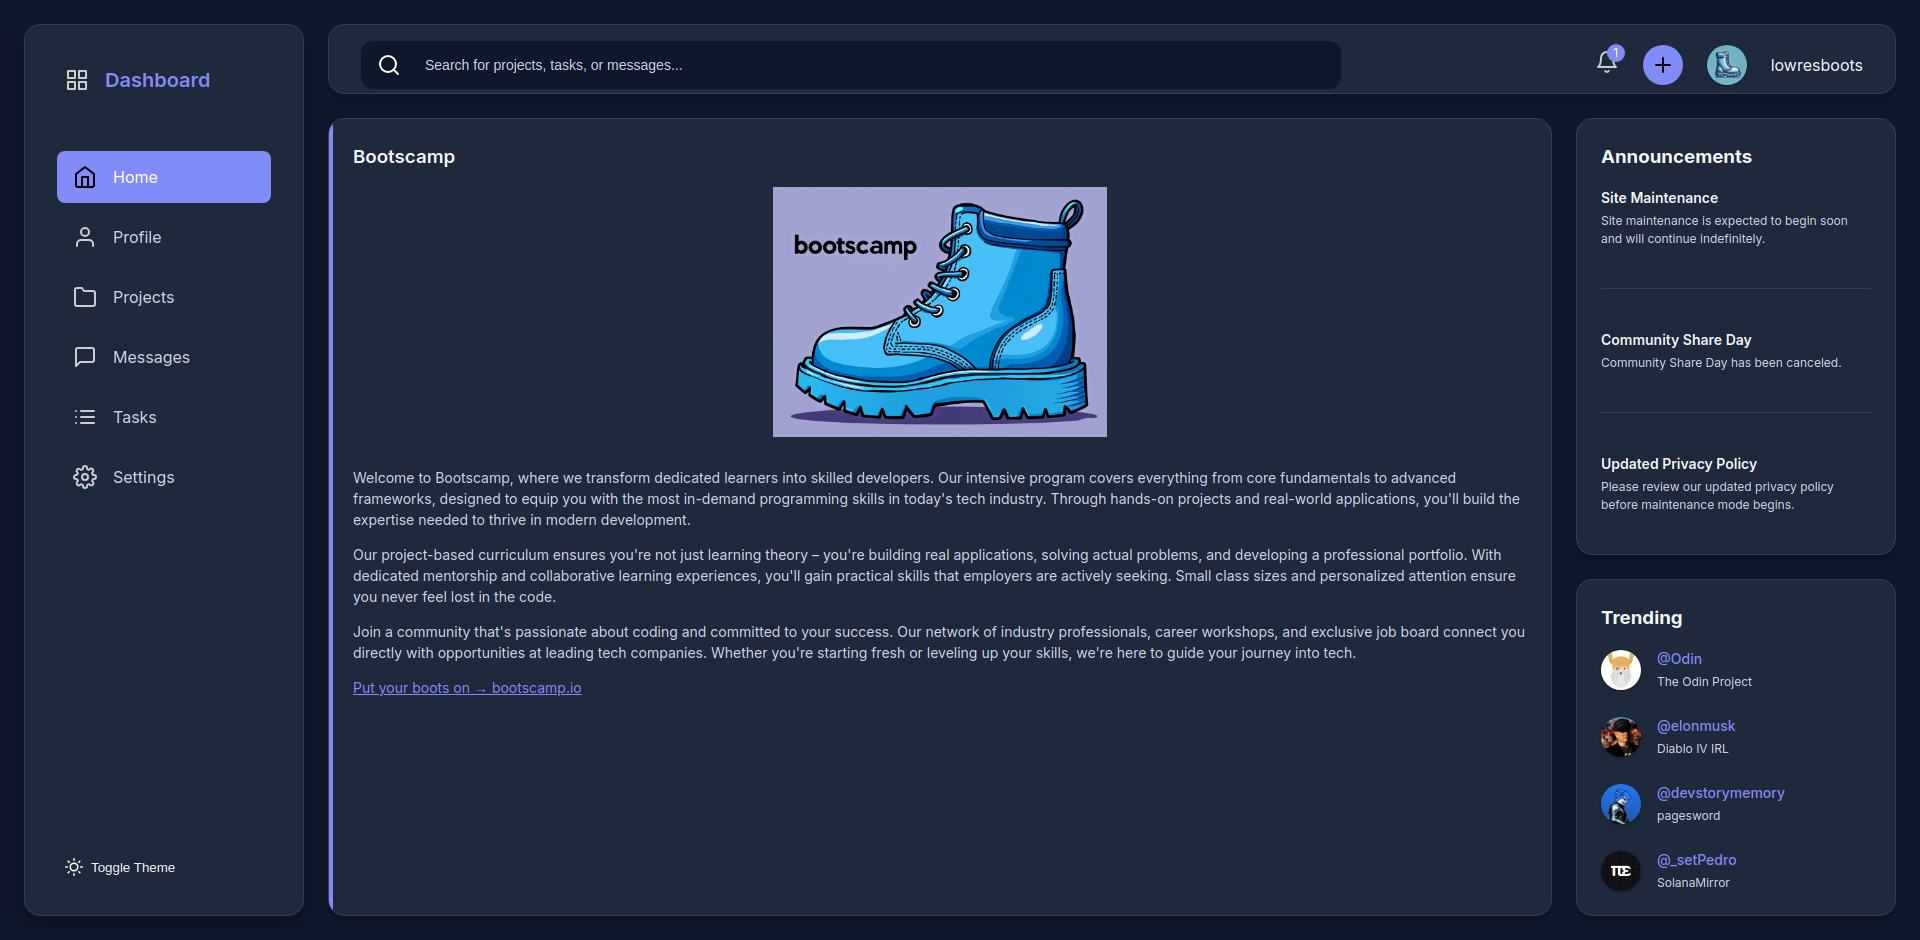 Dashboard
Home
Profile
Projects
Messages
Tasks
Settings
Toggle Theme
Search for projects, tasks, or messages...
1
lowresboots
Bootscamp
bootscamp
Welcome to Bootscamp, where we transform dedicated learners into skilled developers. Our intensive program covers everything from core fundamentals to advanced
frameworks, designed to equip you with the most in-demand programming skills in today's tech industry. Through hands-on projects and real-world applications, you'll build the
expertise needed to thrive in modern development.
Our project-based curriculum ensures you're not just learning theory – you're building real applications, solving actual problems, and developing a professional portfolio. With
dedicated mentorship and collaborative learning experiences, you'll gain practical skills that employers are actively seeking. Small class sizes and personalized attention ensure
you never feel lost in the code.
Join a community that's passionate about coding and committed to your success. Our network of industry professionals, career workshops, and exclusive job board connect you
directly with opportunities at leading tech companies. Whether you're starting fresh or leveling up your skills, we're here to guide your journey into tech.
Put your boots on → bootscamp.io
Announcements
Site Maintenance
Site maintenance is expected to begin soon
and will continue indefinitely.
Community Share Day
Community Share Day has been canceled.
Updated Privacy Policy
Please review our updated privacy policy
before maintenance mode begins.
Trending
@Odin
The Odin Project
@elonmusk
Diablo IV IRL
@devstorymemory
pagesword
@_setPedro
SolanaMirror